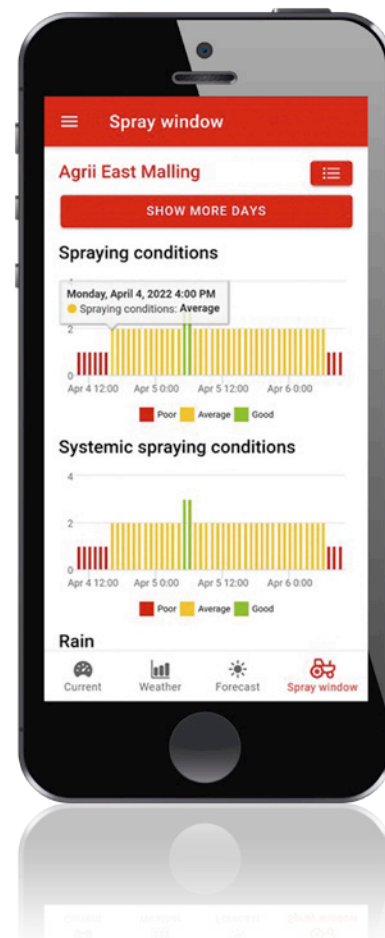 Spray window
Agrii East Malling
SHOW MORE DAYS
Spraying conditions
4
Monday, April 4, 2022 4:00 PM
Spraying conditions: Average
2
0
Apr 4 12:00 Apr 5 0:00 Apr 5 12:00 Apr 6 0:00
Poor Average Good
Systemic spraying conditions
4
2
0
Apr 4 12:00 Apr 5 0:00 Apr 5 12:00 Apr 6 0:00
Poor Average Good
Rain
Current Weather Forecast Spray window